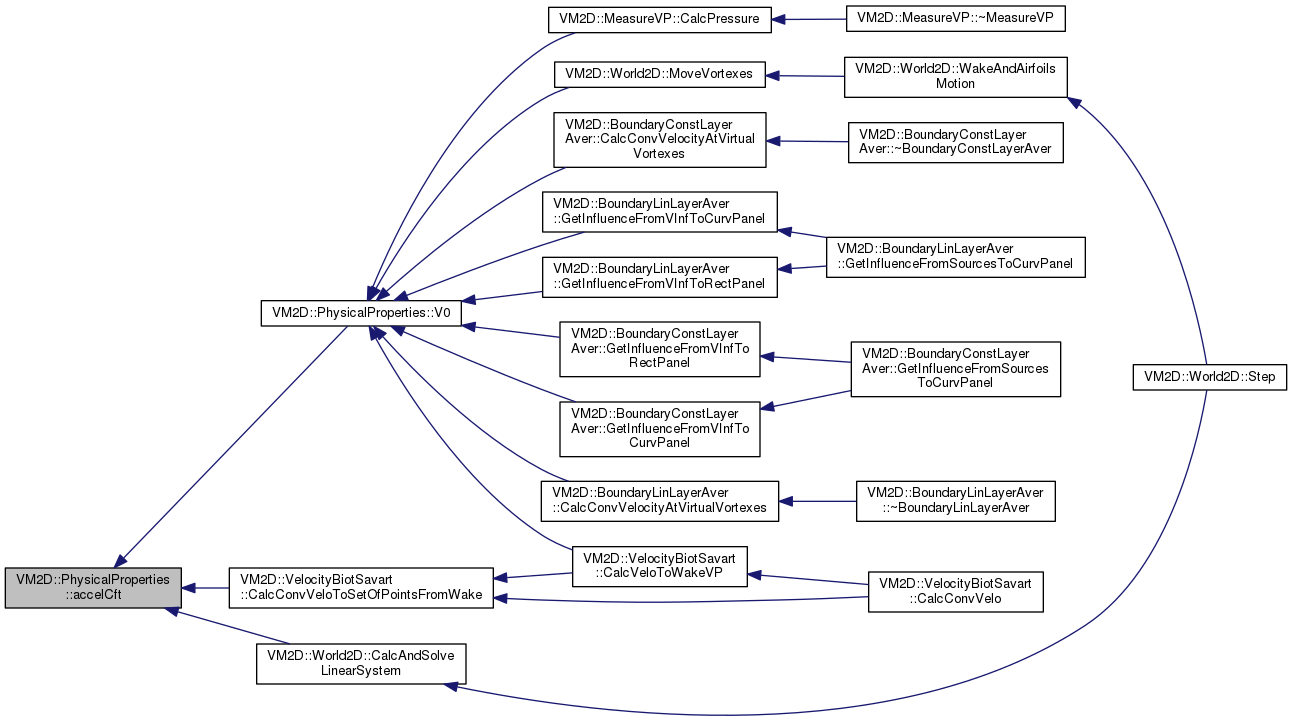 VM2D::MeasureVP::CalcPressure
VM2D::MeasureVP::~MeasureVP
VM2D::World2D::MoveVortexes
VM2D::World2D::WakeAndAirfoils
Motion
VM2D::BoundaryConstLayer
Aver::CalcConvVelocityAtVirtual
Vortexes
VM2D::BoundaryConstLayer
Aver::~BoundaryConstLayerAver
VM2D::BoundaryLinLayerAver
::GetInfluenceFromVInfToCurvPanel
VM2D::BoundaryLinLayerAver
::GetInfluenceFromSourcesToCurvPanel
VM2D::BoundaryLinLayerAver
::GetInfluenceFromVInfToRectPanel
VM2D::PhysicalProperties::V0
VM2D::BoundaryConstLayer
Aver::GetInfluenceFromVInfTo
RectPanel
VM2D::BoundaryConstLayer
Aver::GetInfluenceFromSources
ToCurvPanel
VM2D::World2D::Step
VM2D::BoundaryConstLayer
Aver::GetInfluenceFromVInfTo
CurvPanel
VM2D::BoundaryLinLayerAver
::CalcConvVelocityAtVirtualVortexes
VM2D::BoundaryLinLayerAver
::~BoundaryLinLayerAver
VM2D::VelocityBiotSavart
::CalcVeloToWakeVP
VM2D::PhysicalProperties
::accelCft
VM2D::VelocityBiotSavart
::CalcConvVeloToSetOfPointsFromWake
VM2D::VelocityBiotSavart
::CalcConvVelo
VM2D::World2D::CalcAndSolve
LinearSystem